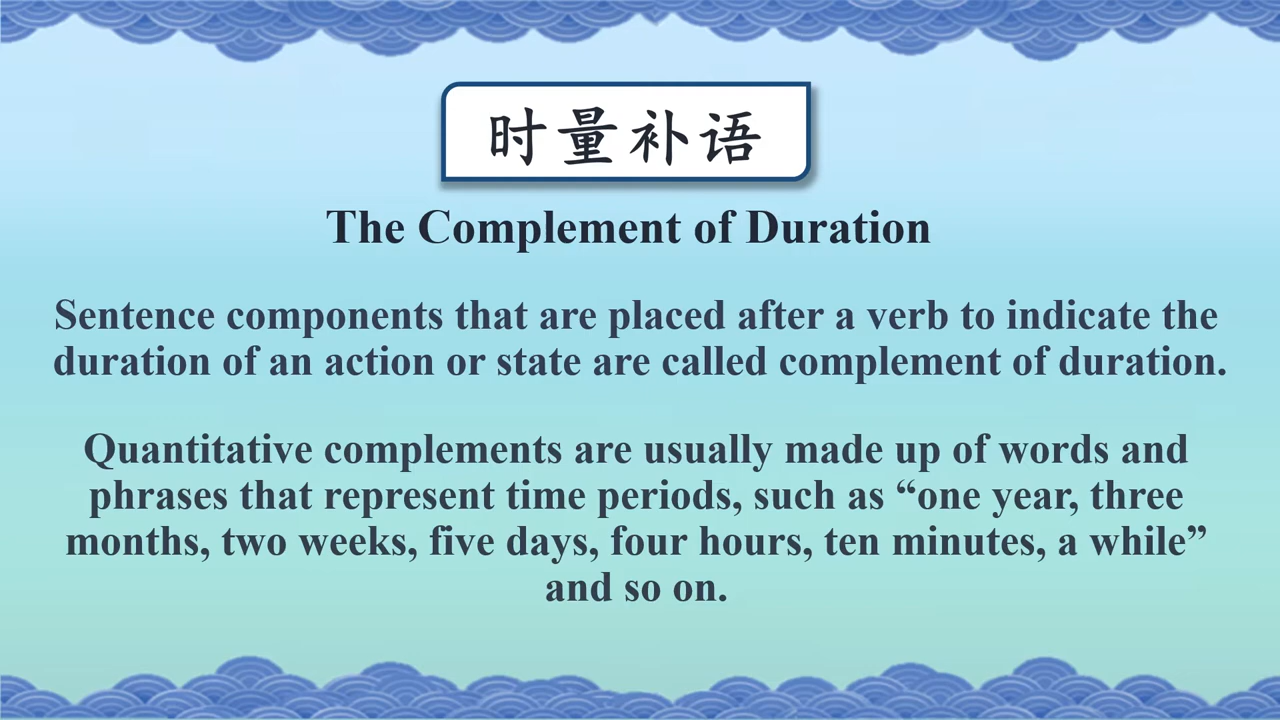 时量补语
The Complement of Duration
Sentence components that are placed after a verb to indicate the
duration of an action or state are called complement of duration.
Quantitative complements are usually made up of words and
phrases that represent time periods, such as “one year, three
months, two weeks, five days, four hours, ten minutes, a while”
and so on.